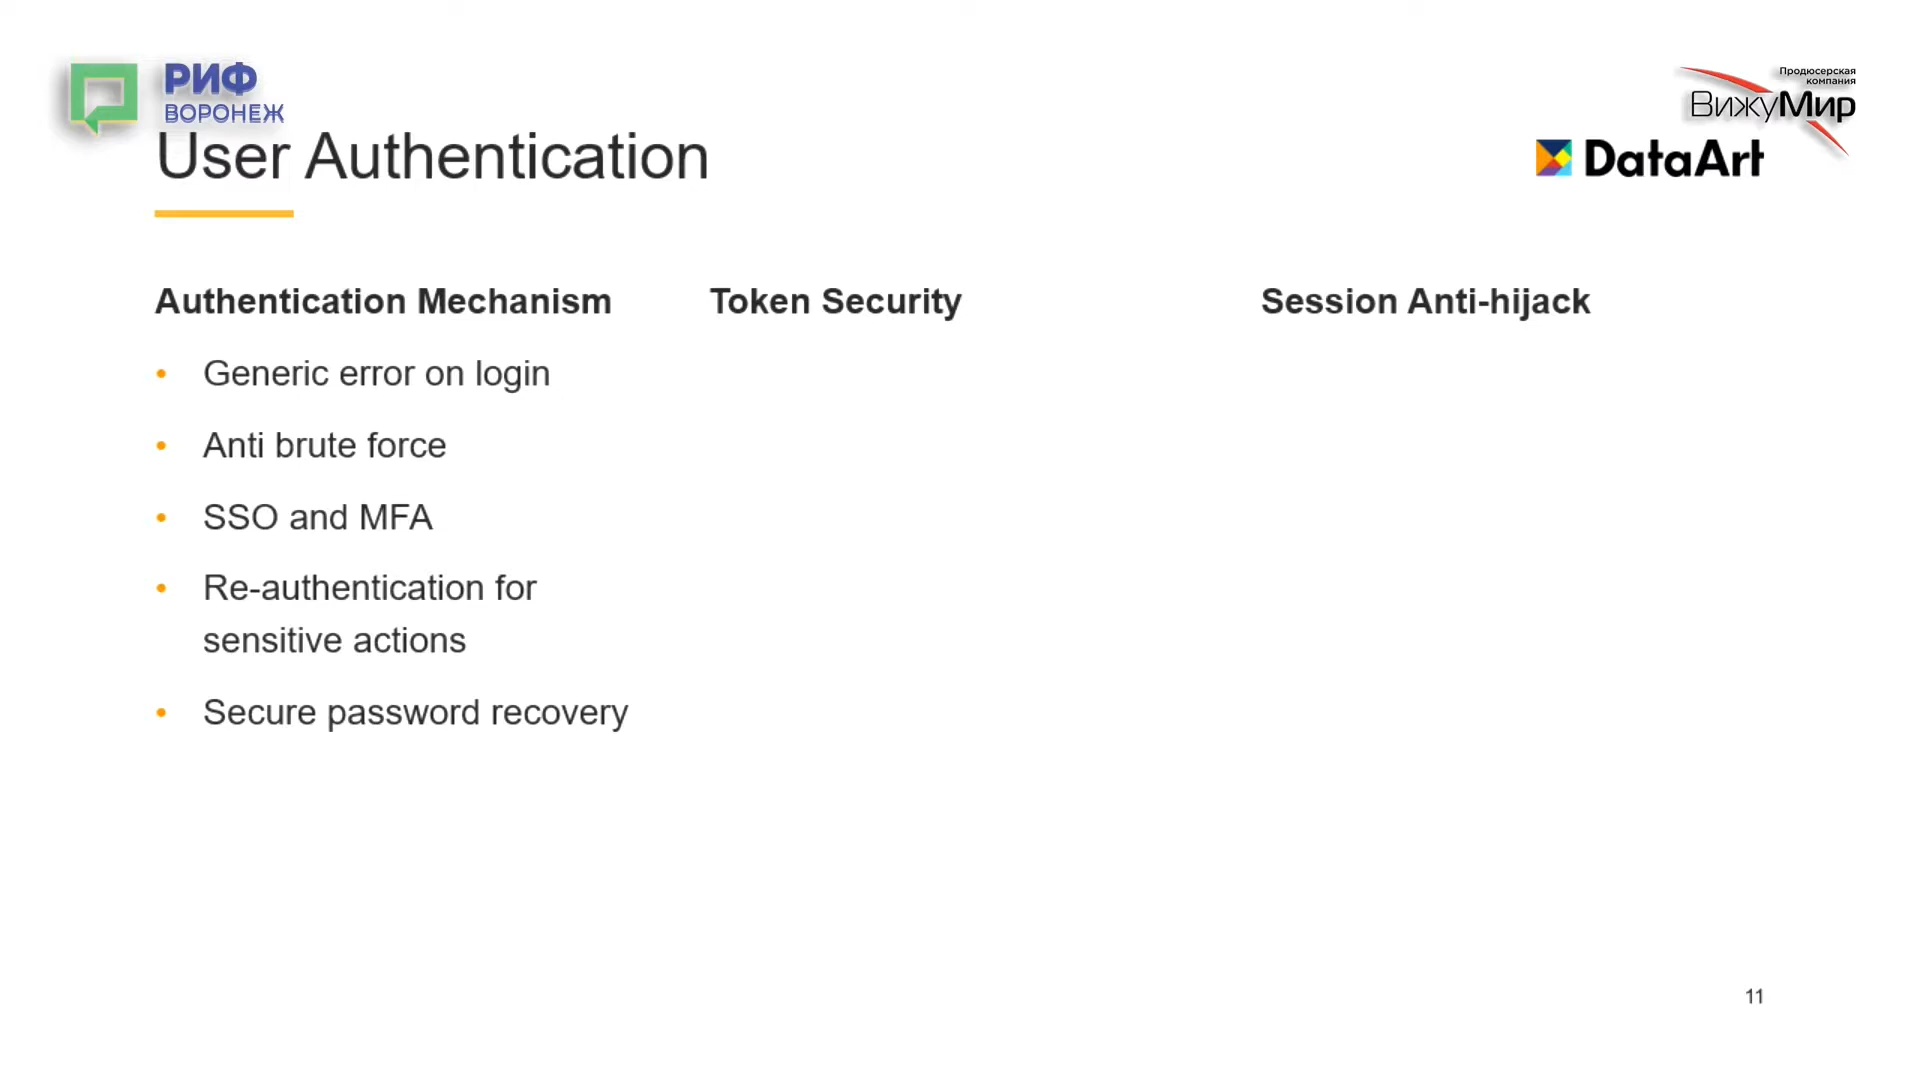 РИФ
ВОРОНЕЖ
Продюсерская
компания
ВижуМир
User Authentication
DataArt
Authentication Mechanism
• Generic error on login
• Anti brute force
• SSO and MFA
• Re-authentication for
sensitive actions
• Secure password recovery
Token Security
Session Anti-hijack
11